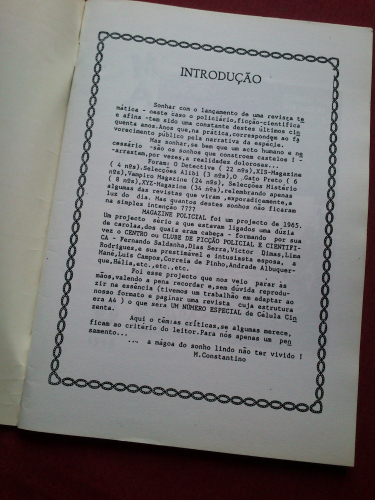 INTRODUÇÃO
Sonhar com o lançamento de uma revista te
mática - neste caso o policiário, ficção-científica
e afins -tem sido uma constante destes últimos cin
quenta anos. Anos que, na prática, correspondem ao fa
vorecimento público pela narrativa da espécie.
Mas sonhar, se bem que um acto humano e ne
cessário -são os sonhos que constroem castelos ! -
-arrastam, por vezes, a realidades dolorosas...
Foram: O Detective ( 22 nºs), XIS-Magazine
( 4 nºs), Selecções Alibi (3 nºs), O Gato Preto ( 6
nºs), Vampiro Magazine (24 nºs), Selecções Mistério
( 8 nºs), XYZ-Magazine (34 nºs), relembrando apenas
algumas das revistas que viram ,esporadicamente, a
luz do dia. Mas quantos destes sonhos não ficaram
na simples intenção ????
MAGAZINE POLICIAL foi um projecto de 1965.
Um projecto sério a que estavam ligados uma dúzia
de carolas, dos quais era cabeça - formando por sua
vez o CENTRO ou CLUBE DE FICÇÃO POLICIAL E CIENTIFI-
CA - Fernando Saldanha, Dias Serra, Victor Dimas, Lima
Rodrigues, a sua prestimável e intusiasta esposa, a
Mane, Luís Campos, Correia de Pinho, Andrade Albuquer-
que, Hália, etc., etc., etc.
Foi esse projecto que nos veio parar às
mãos, valendo a pena recordar e, sem dúvida reprodu-
zir na essência (tivemos um trabalhão em adaptar ao
nosso formato e paginar uma revista cuja estrutura
era A4 ) o que será UM NÚMERO ESPECIAL de Célula Cin
zenta.
Aqui o têm: as críticas, se algumas merece,
ficam ao critério do leitor. Para nós apenas um pen
samento...
... a mágoa do sonho lindo não ter vivido !
M.Constantino